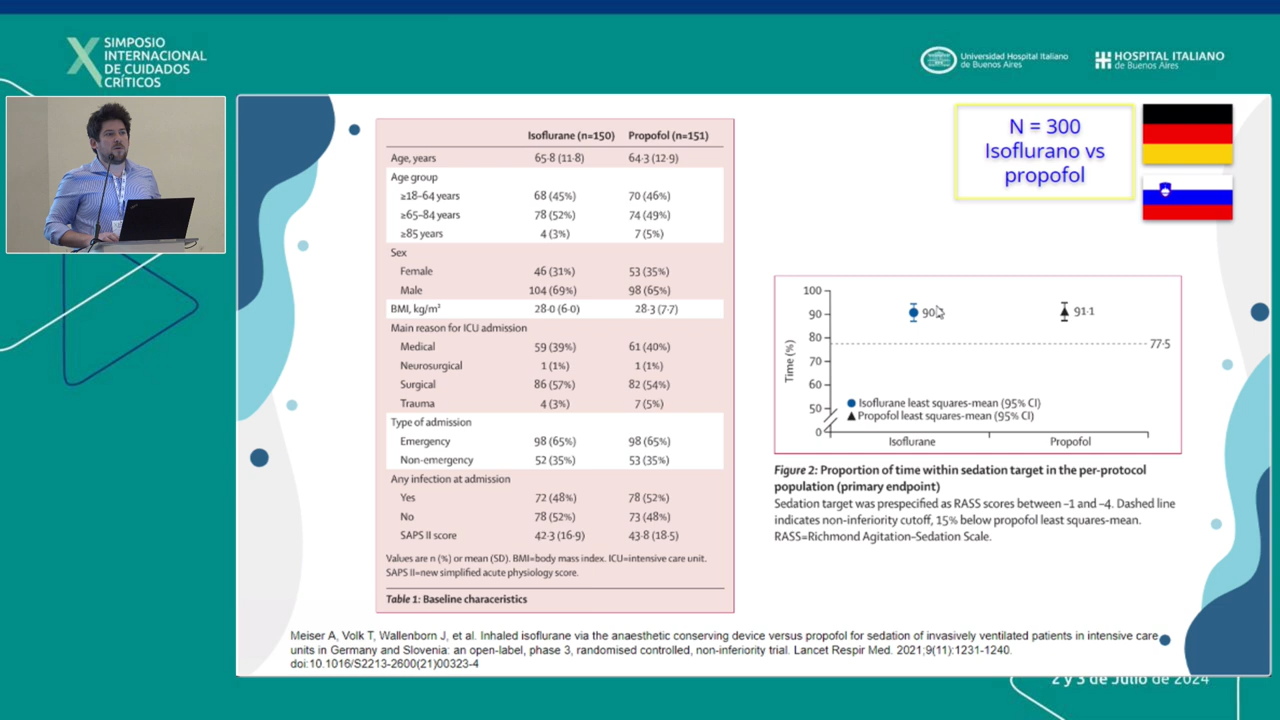 SIMPOSIO
INTERNACIONAL
DE CUIDADOS
CRÍTICOS
Universidad Hospital Italiano
de Buenos Aires
HOSPITAL ITALIANO
de Buenos Aires
Isoflurane (n=150) Propofol (n=151)
Age, years 65·8 (11·8) 64·3 (12·9)
Age group
≥18–64 years 68 (45%) 70 (46%)
≥65–84 years 78 (52%) 74 (49%)
≥85 years 4 (3%) 7 (5%)
Sex
Female 46 (31%) 53 (35%)
Male 104 (69%) 98 (65%)
BMI, kg/m² 28·0 (6·0) 28·3 (7·7)
Main reason for ICU admission
Medical 59 (39%) 61 (40%)
Neurosurgical 1 (1%) 1 (1%)
Surgical 86 (57%) 82 (54%)
Trauma 4 (3%) 7 (5%)
Type of admission
Emergency 98 (65%) 98 (65%)
Non-emergency 52 (35%) 53 (35%)
Any infection at admission
Yes 72 (48%) 78 (52%)
No 78 (52%) 73 (48%)
SAPS II score 42·3 (16·9) 43·8 (18·5)
Values are n (%) or mean (SD). BMI=body mass index. ICU=intensive care unit.
SAPS II=new simplified acute physiology score.
Table 1: Baseline characeristics
N = 300
Isoflurano vs
propofol
Time (%)
100
90
80
70
60
50
0
90
91·1
77·5
Isoflurane least squares-mean (95% CI)
Propofol least squares-mean (95% CI)
Isoflurane Propofol
Figure 2: Proportion of time within sedation target in the per-protocol
population (primary endpoint)
Sedation target was prespecified as RASS scores between –1 and –4. Dashed line
indicates non-inferiority cutoff, 15% below propofol least squares-mean.
RASS=Richmond Agitation–Sedation Scale.
Meiser A, Volk T, Wallenborn J, et al. Inhaled isoflurane via the anaesthetic conserving device versus propofol for sedation of invasively ventilated patients in intensive care
units in Germany and Slovenia: an open-label, phase 3, randomised controlled, non-inferiority trial. Lancet Respir Med. 2021;9(11):1231-1240.
doi:10.1016/S2213-2600(21)00323-4
2 y 3 de Julio de 2024